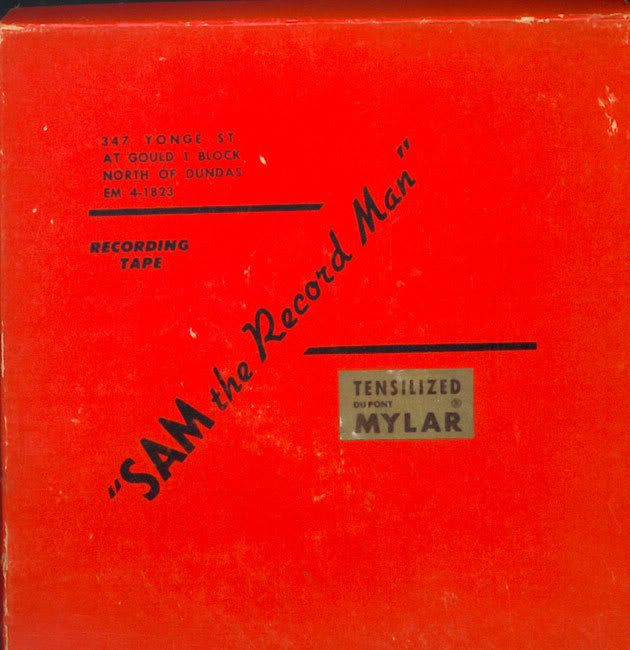 347 YONGE ST.
AT GOULD 1 BLOCK
NORTH OF DUNDAS
EM 4-1823
RECORDING
TAPE
"SAM the Record Man"
TENSILIZED
DU PONT ®
MYLAR